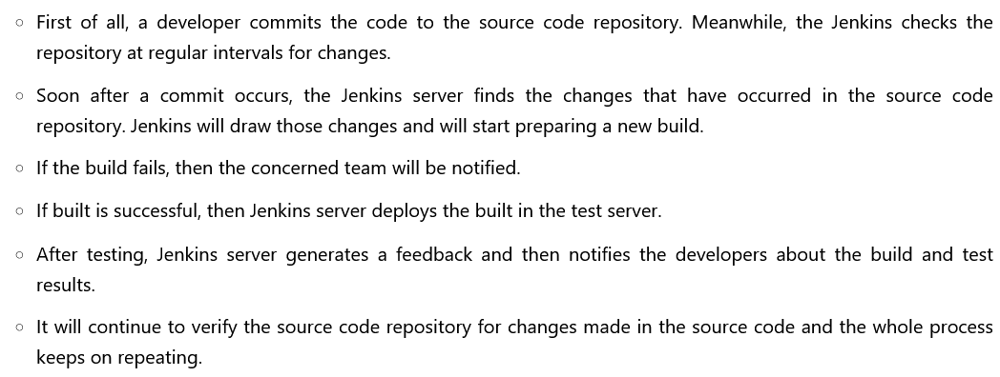 First of all, a developer commits the code to the source code repository. Meanwhile, the Jenkins checks the
repository at regular intervals for changes.
Soon after a commit occurs, the Jenkins server finds the changes that have occurred in the source code
repository. Jenkins will draw those changes and will start preparing a new build.
If the build fails, then the concerned team will be notified.
If built is successful, then Jenkins server deploys the built in the test server.
After testing, Jenkins server generates a feedback and then notifies the developers about the build and test
results.
It will continue to verify the source code repository for changes made in the source code and the whole process
keeps on repeating.